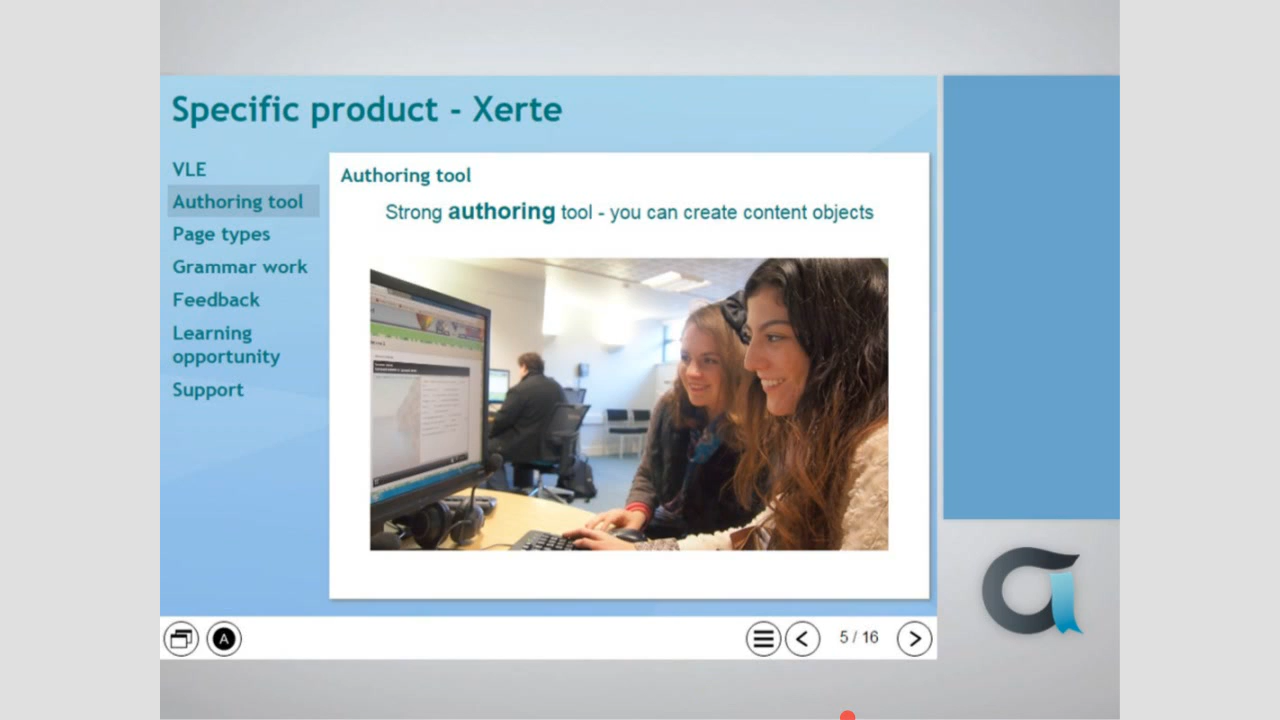 Specific product - Xerte
VLE
Authoring tool
Page types
Grammar work
Feedback
Learning
opportunity
Support
Authoring tool
Strong authoring tool - you can create content objects
A
5 / 16